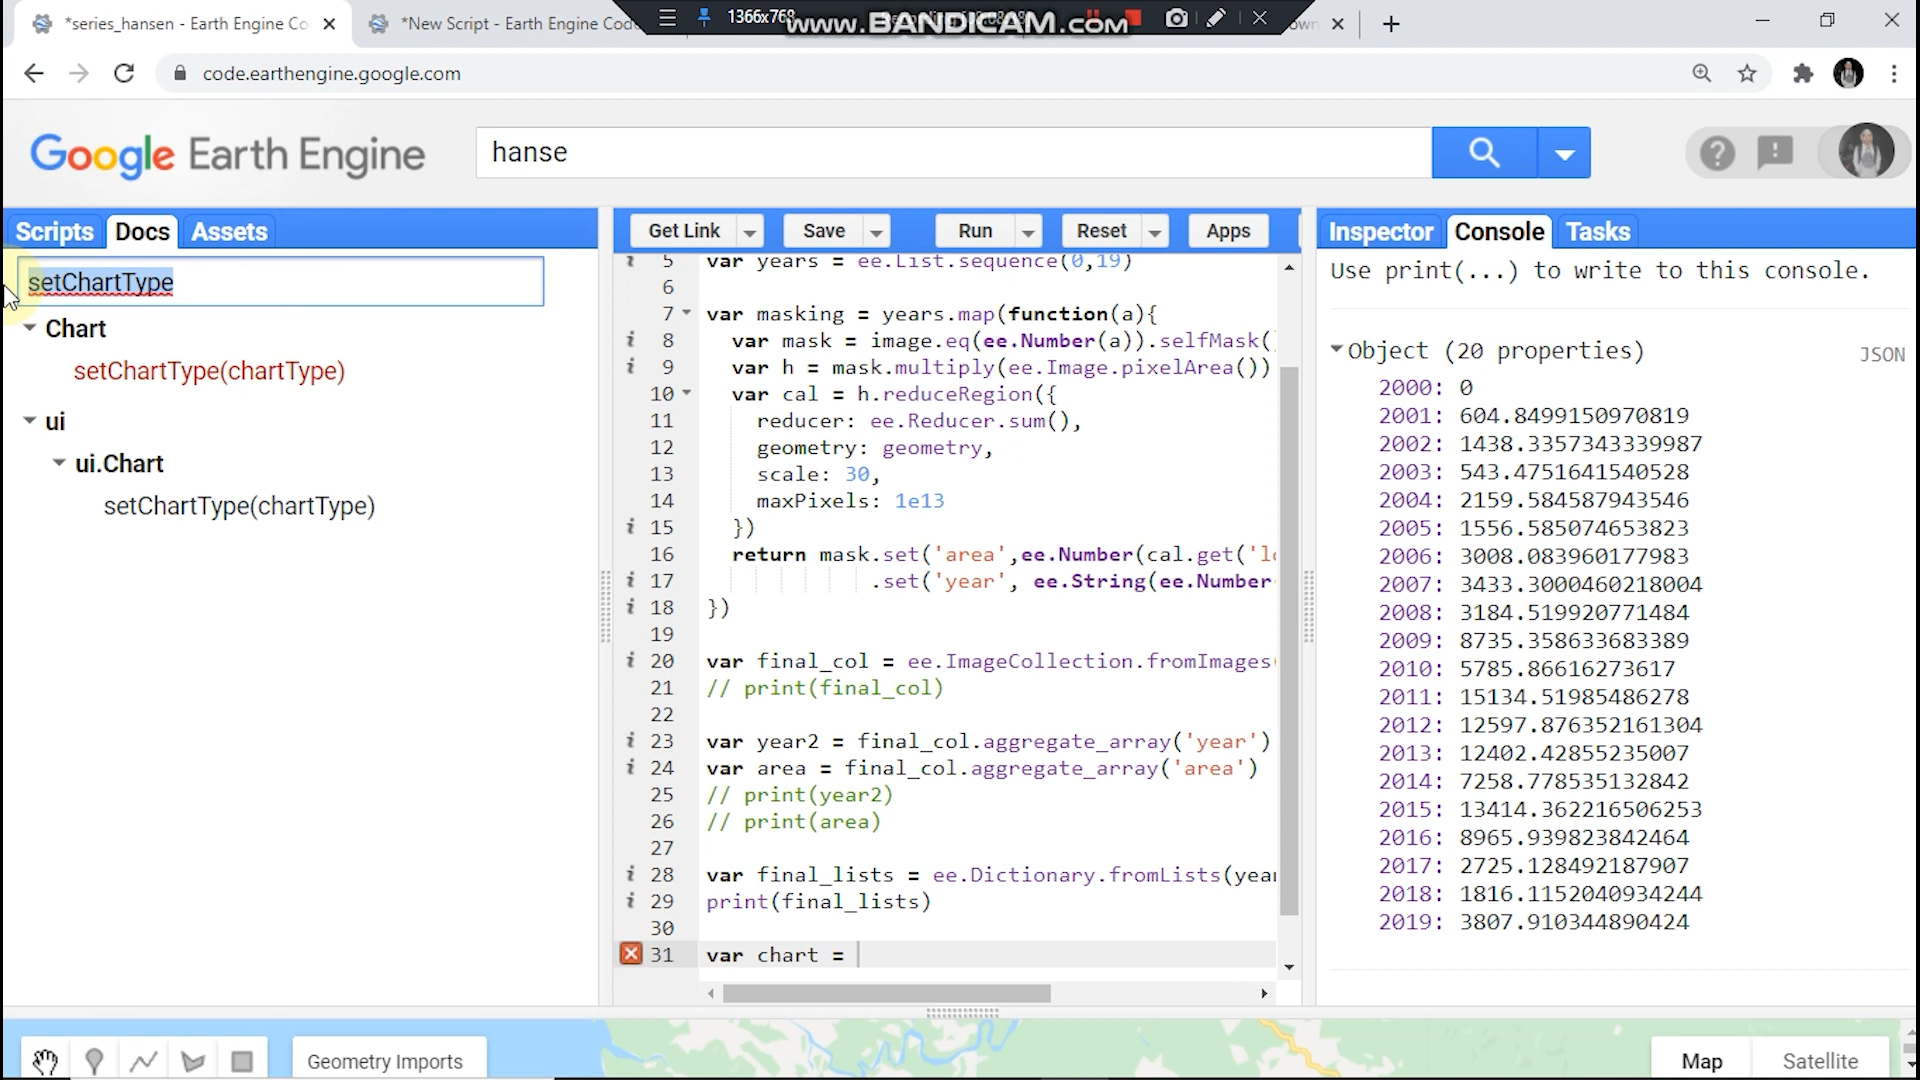 *series_hansen - Earth Engine Co
*New Script - Earth Engine Cod
1366x768
www.BANDICAM.com
own
code.earthengine.google.com
Google Earth Engine
hanse
Scripts
Docs
Assets
Get Link
Save
Run
Reset
Apps
Inspector
Console
Tasks
setChartType
Chart
setChartType(chartType)
ui
ui.Chart
setChartType(chartType)
5 var years = ee.List.sequence(0,19)
6
7 var masking = years.map(function(a){
8 var mask = image.eq(ee.Number(a)).selfMask(
9 var h = mask.multiply(ee.Image.pixelArea())
10 var cal = h.reduceRegion({
11 reducer: ee.Reducer.sum(),
12 geometry: geometry,
13 scale: 30,
14 maxPixels: 1e13
15 })
16 return mask.set('area',ee.Number(cal.get('l
17 .set('year', ee.String(ee.Number
18 })
19
20 var final_col = ee.ImageCollection.fromImages
21 // print(final_col)
22
23 var year2 = final_col.aggregate_array('year')
24 var area = final_col.aggregate_array('area')
25 // print(year2)
26 // print(area)
27
28 var final_lists = ee.Dictionary.fromLists(yea
29 print(final_lists)
30
31 var chart =
Use print(...) to write to this console.
Object (20 properties)
JSON
2000: 0
2001: 604.8499150970819
2002: 1438.3357343339987
2003: 543.4751641540528
2004: 2159.584587943546
2005: 1556.585074653823
2006: 3008.083960177983
2007: 3433.3000460218004
2008: 3184.519920771484
2009: 8735.358633683389
2010: 5785.86616273617
2011: 15134.51985486278
2012: 12597.876352161304
2013: 12402.42855235007
2014: 7258.778535132842
2015: 13414.362216506253
2016: 8965.939823842464
2017: 2725.128492187907
2018: 1816.1152040934244
2019: 3807.910344890424
Geometry Imports
Map
Satellite